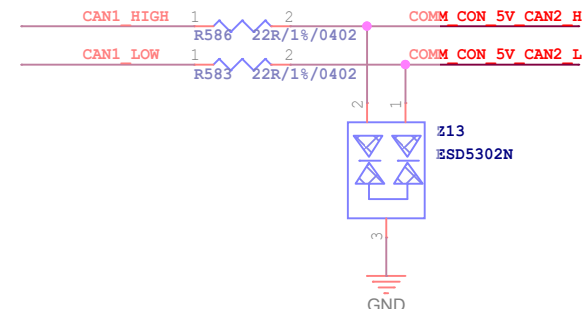 CAN1_HIGH 1 2 COMM_CON_5V_CAN2_H
R586 22R/1%/0402
CAN1_LOW 1 2 COMM_CON_5V_CAN2_L
R583 22R/1%/0402
2 1
Z13
ESD5302N
3
GND